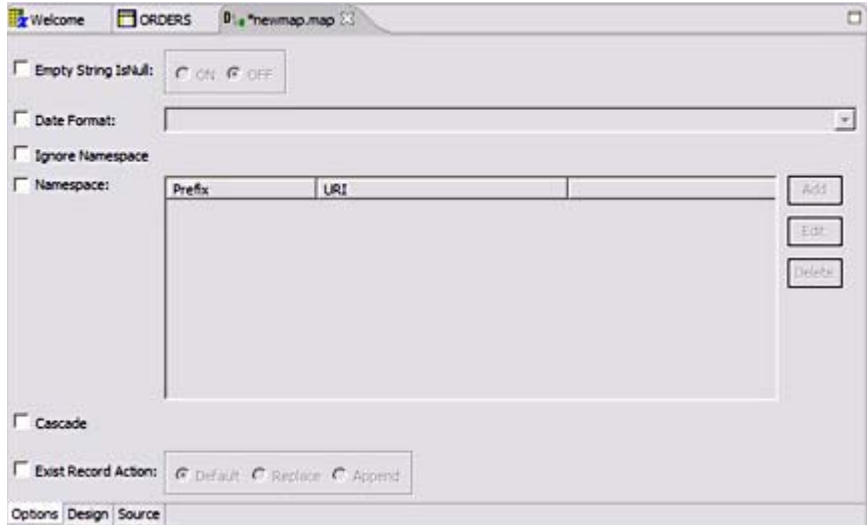 Welcome ORDERS *newmap.map
Empty String IsNull: ON OFF
Date Format:
Ignore Namespace
Namespace: Prefix URI Add
Edit
Delete
Cascade
Exist Record Action: Default Replace Append
Options Design Source